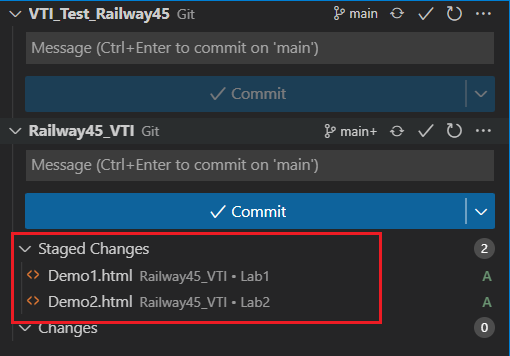 VTI_Test_Railway45 Git main
Message (Ctrl+Enter to commit on 'main')
Commit
Railway45_VTI Git main+
Message (Ctrl+Enter to commit on 'main')
Commit
Staged Changes 2
<> Demo1.html Railway45_VTI • Lab1 A
<> Demo2.html Railway45_VTI • Lab2 A
Changes 0